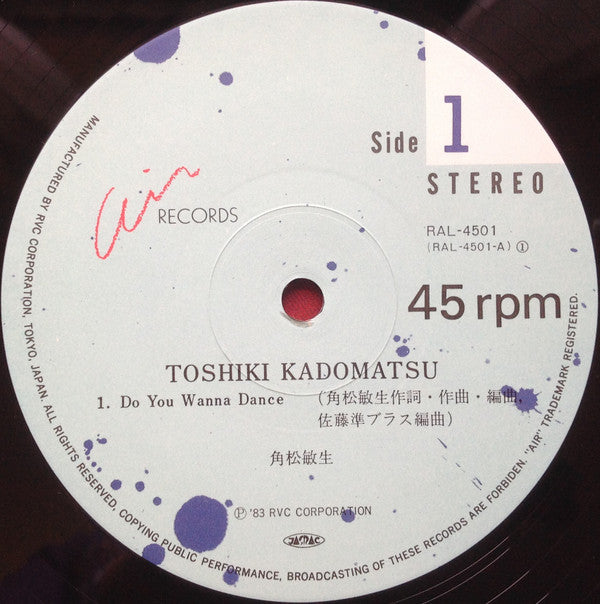 Side 1
STEREO
Air RECORDS
RAL-4501
(RAL-4501-A) ①
45 rpm
TOSHIKI KADOMATSU
1. Do You Wanna Dance (角松敏生作詞・作曲・編曲,
佐藤準ブラス編曲)
角松敏生
Ⓟ '83 RVC CORPORATION
JASRAC
MANUFACTURED BY RVC CORPORATION, TOKYO, JAPAN. ALL RIGHTS RESERVED. COPYING PUBLIC PERFORMANCE, BROADCASTING OF THESE RECORDS ARE FORBIDDEN. "AIR" TRADEMARK REGISTERED.